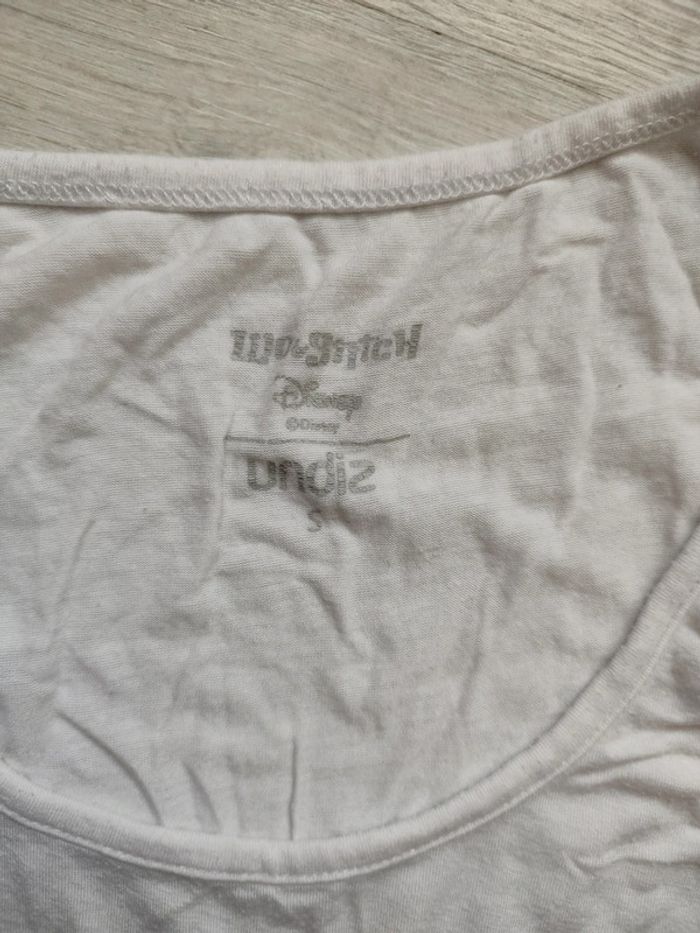 Lilo & Stitch
Disney
©Disney
undiz
S